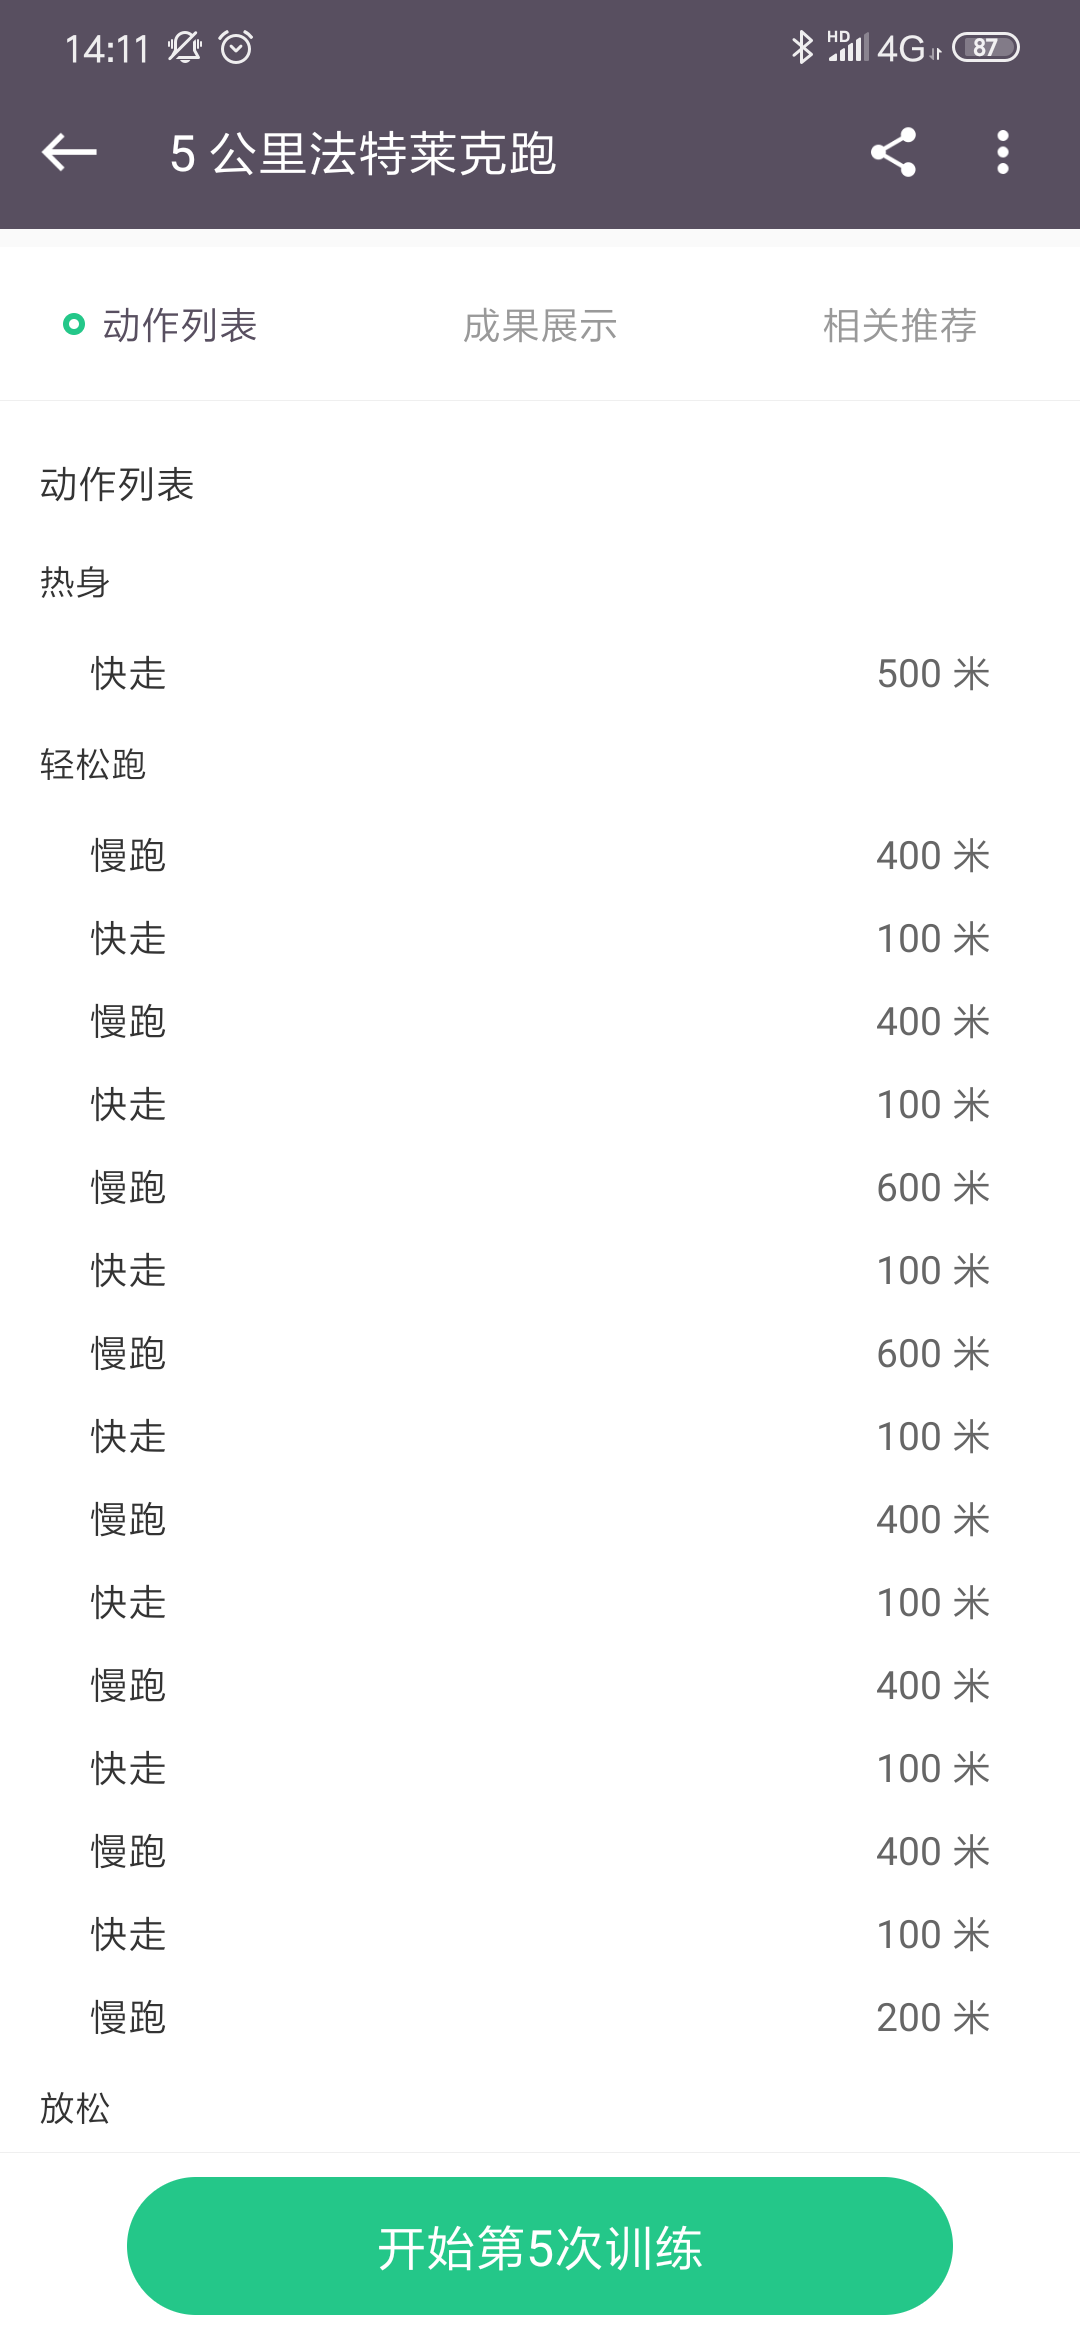 14:11 HD 4G 87
5 公里法特莱克跑
动作列表 成果展示 相关推荐
动作列表
热身
快走 500 米
轻松跑
慢跑 400 米
快走 100 米
慢跑 400 米
快走 100 米
慢跑 600 米
快走 100 米
慢跑 600 米
快走 100 米
慢跑 400 米
快走 100 米
慢跑 400 米
快走 100 米
慢跑 400 米
快走 100 米
慢跑 200 米
放松
开始第5次训练